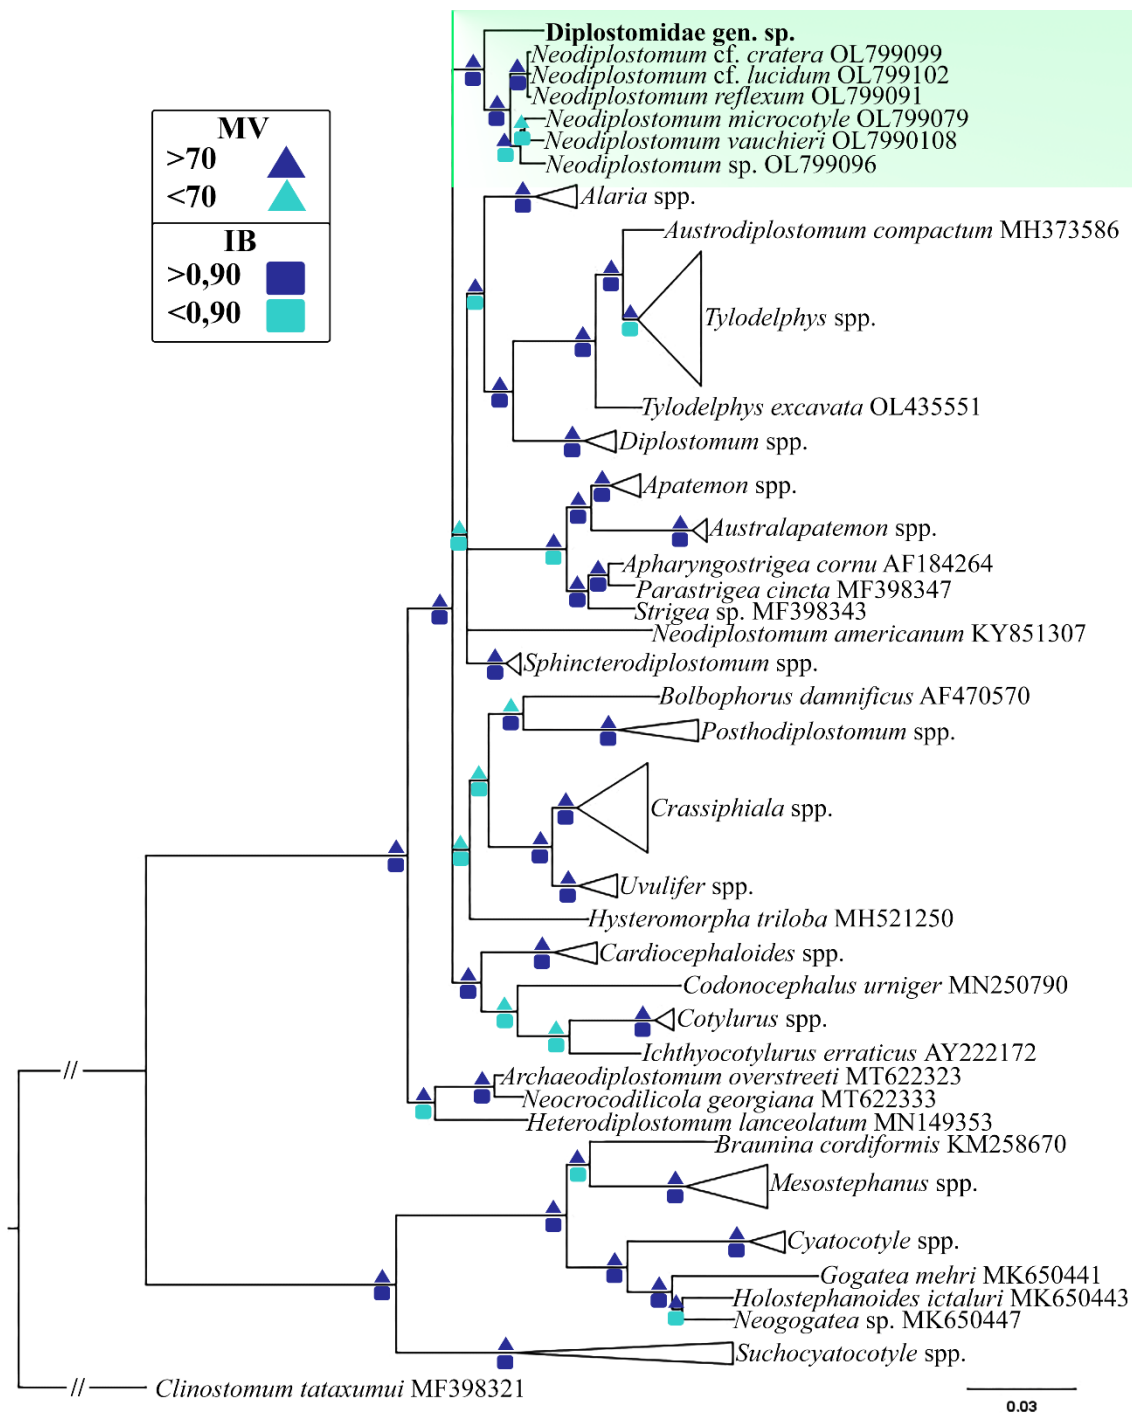 Diplostomidae gen. sp.
Neodiplostomum cf. cratera OL799099
Neodiplostomum cf. lucidum OL799102
Neodiplostomum reflexum OL799091
Neodiplostomum microcotyle OL799079
Neodiplostomum vauchieri OL7990108
Neodiplostomum sp. OL799096
MV
>70
<70
IB
>0,90
<0,90
Alaria spp.
Austrodiplostomum compactum MH373586
Tylodelphys spp.
Tylodelphys excavata OL435551
Diplostomum spp.
Apatemon spp.
Australapatemon spp.
Apharyngostrigea cornu AF184264
Parastrigea cincta MF398347
Strigea sp. MF398343
Neodiplostomum americanum KY851307
Sphincterodiplostomum spp.
Bolbophorus damnificus AF470570
Posthodiplostomum spp.
Crassiphiala spp.
Uvulifer spp.
Hysteromorpha triloba MH521250
Cardiocephaloides spp.
Codonocephalus urniger MN250790
Cotylurus spp.
Ichthyocotylurus erraticus AY222172
//
Archaeodiplostomum overstreeti MT622323
Neocrocodilicola georgiana MT622333
Heterodiplostomum lanceolatum MN149353
Braunina cordiformis KM258670
Mesostephanus spp.
Cyatocotyle spp.
Gogatea mehri MK650441
Holostephanoides ictaluri MK650443
Neogogatea sp. MK650447
Suchocyatocotyle spp.
//
Clinostomum tataxumui MF398321
0.03